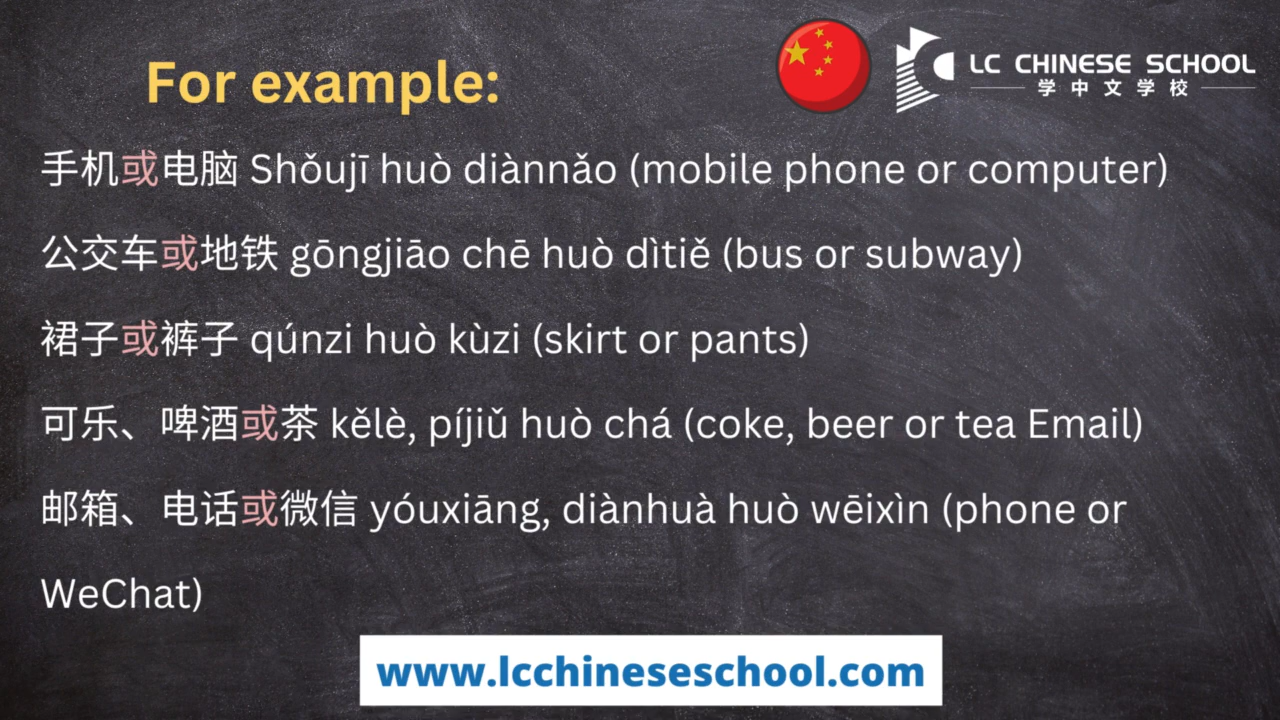 For example:
LC CHINESE SCHOOL
学中文学校
手机或电脑 Shǒujī huò diànnǎo (mobile phone or computer)
公交车或地铁 gōngjiāo chē huò dìtiě (bus or subway)
裙子或裤子 qúnzi huò kùzi (skirt or pants)
可乐、啤酒或茶 kělè, píjiǔ huò chá (coke, beer or tea Email)
邮箱、电话或微信 yóuxiāng, diànhuà huò wēixìn (phone or
WeChat)
www.lcchineseschool.com